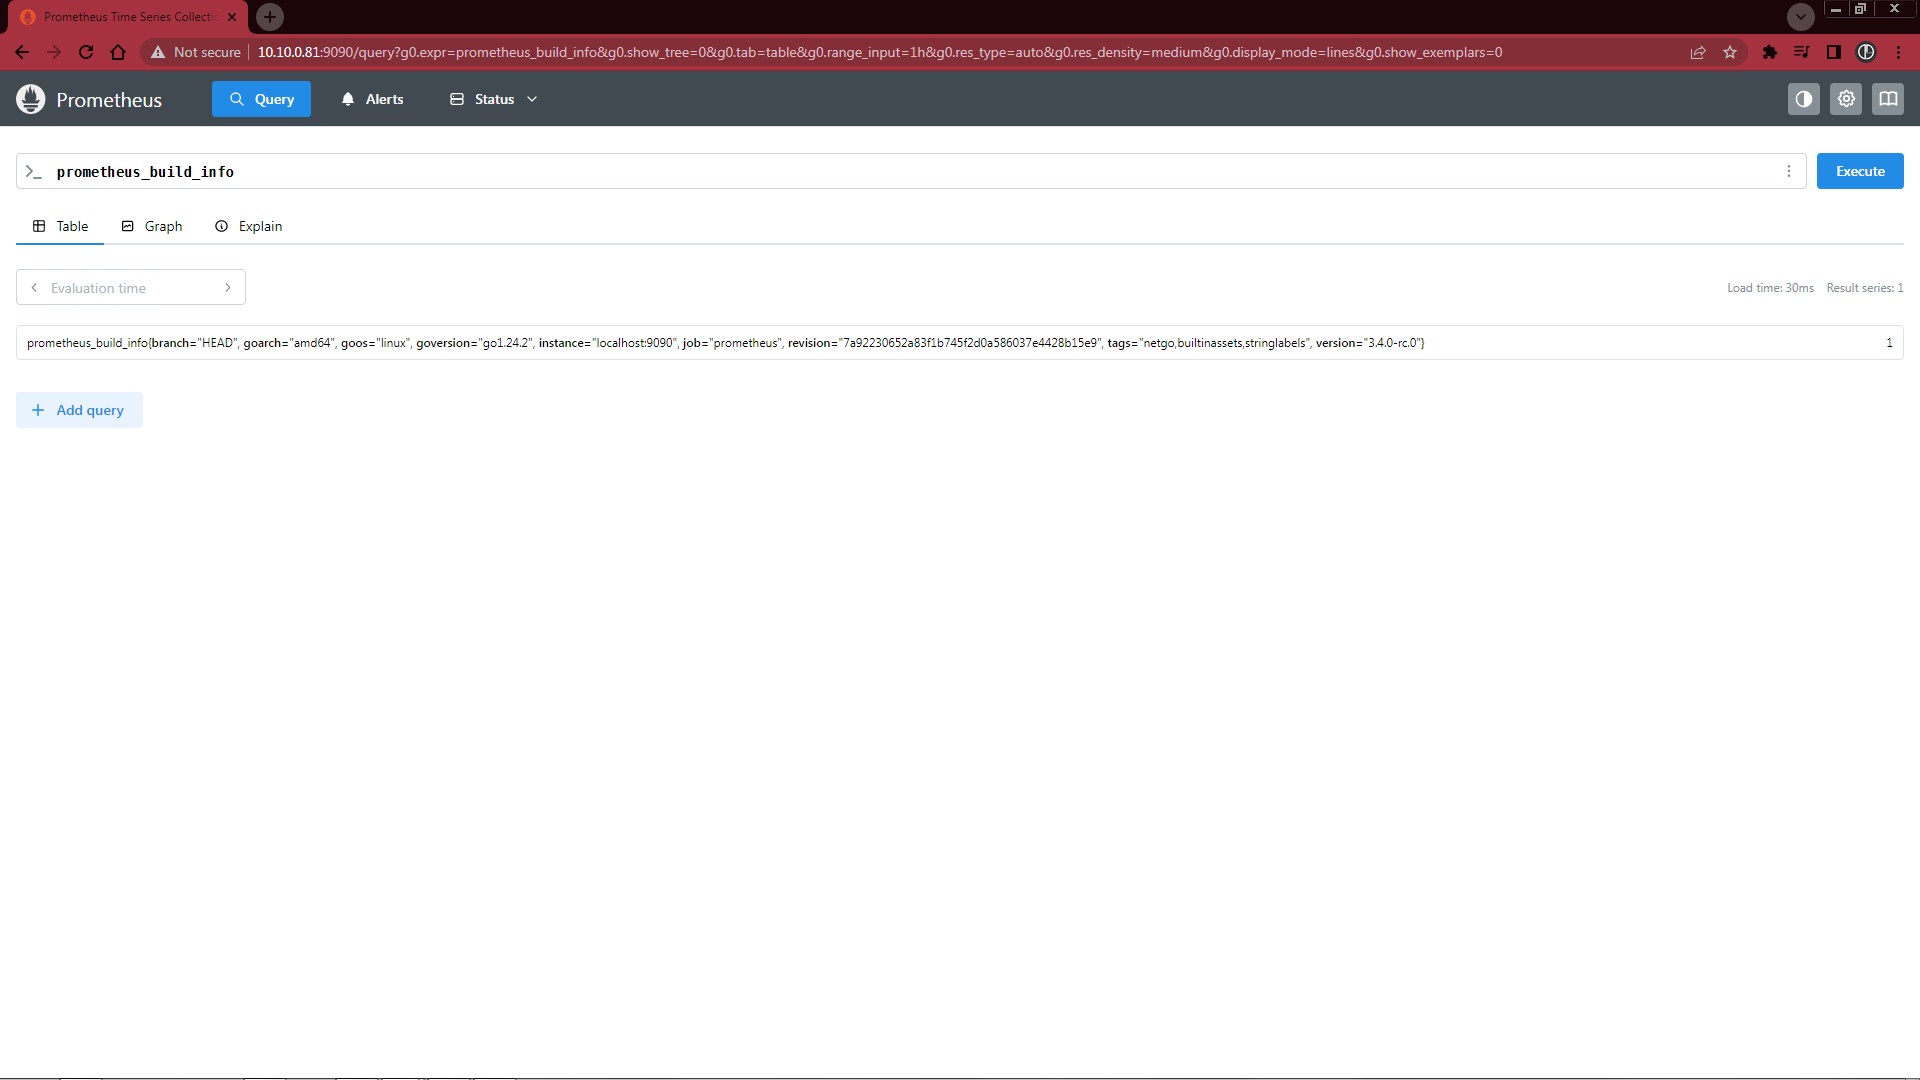 Prometheus Time Series Collecti
Not secure
10.10.0.81:9090/query?g0.expr=prometheus_build_info&g0.show_tree=0&g0.tab=table&g0.range_input=1h&g0.res_type=auto&g0.res_density=medium&g0.display_mode=lines&g0.show_exemplars=0
Prometheus
Query
Alerts
Status
prometheus_build_info
Execute
Table
Graph
Explain
Evaluation time
Load time: 30ms
Result series: 1
prometheus_build_info{branch="HEAD", goarch="amd64", goos="linux", goversion="go1.24.2", instance="localhost:9090", job="prometheus", revision="7a92230652a83f1b745f2d0a586037e4428b15e9", tags="netgo,builtinassets,stringlabels", version="3.4.0-rc.0"}
1
Add query